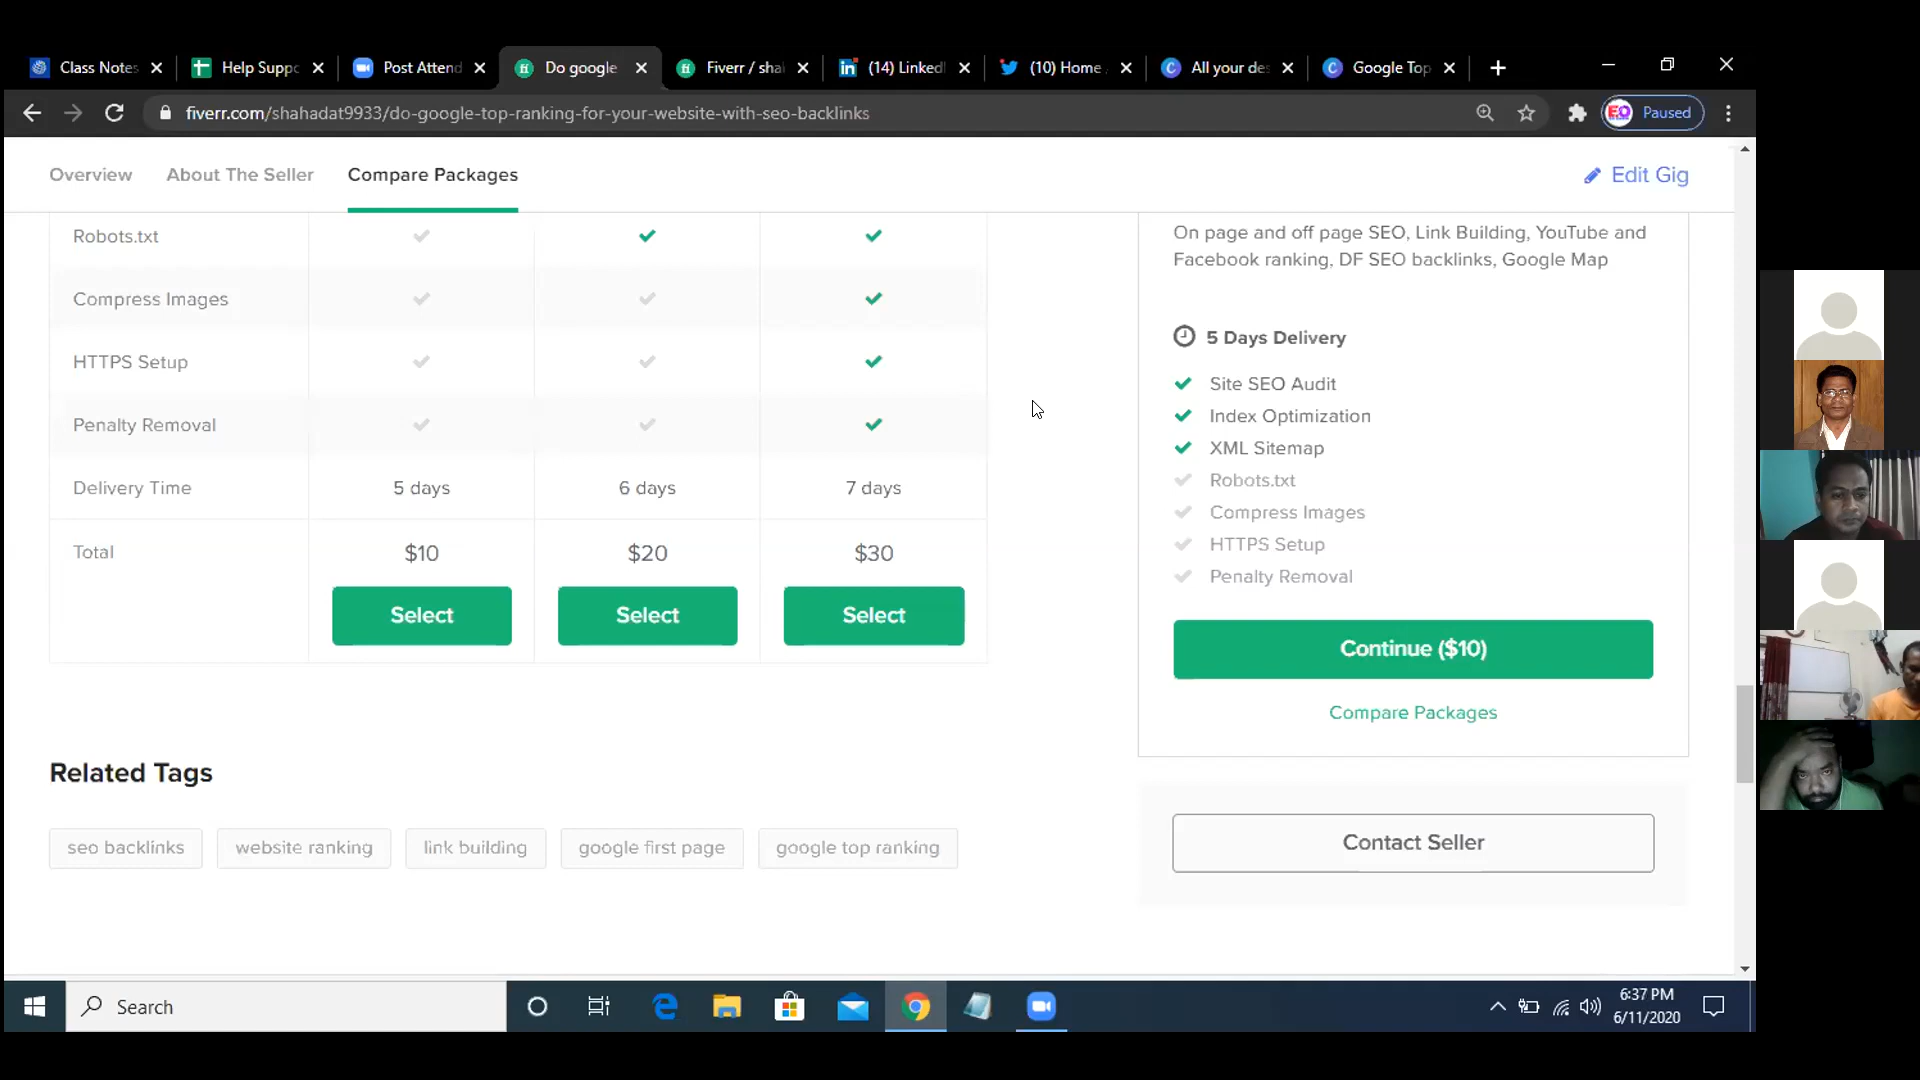 Class Notes
Help Suppo
Post Attend
Do google
Fiverr / sha
(14) Linked
(10) Home
All your des
Google Top
fiverr.com/shahadat9933/do-google-top-ranking-for-your-website-with-seo-backlinks
Paused
Overview
About The Seller
Compare Packages
Edit Gig
Robots.txt
Compress Images
HTTPS Setup
Penalty Removal
Delivery Time
5 days
6 days
7 days
Total
$10
$20
$30
Select
Select
Select
On page and off page SEO, Link Building, YouTube and
Facebook ranking, DF SEO backlinks, Google Map
5 Days Delivery
Site SEO Audit
Index Optimization
XML Sitemap
Robots.txt
Compress Images
HTTPS Setup
Penalty Removal
Continue ($10)
Compare Packages
Related Tags
seo backlinks
website ranking
link building
google first page
google top ranking
Contact Seller
Search
6:37 PM
6/11/2020